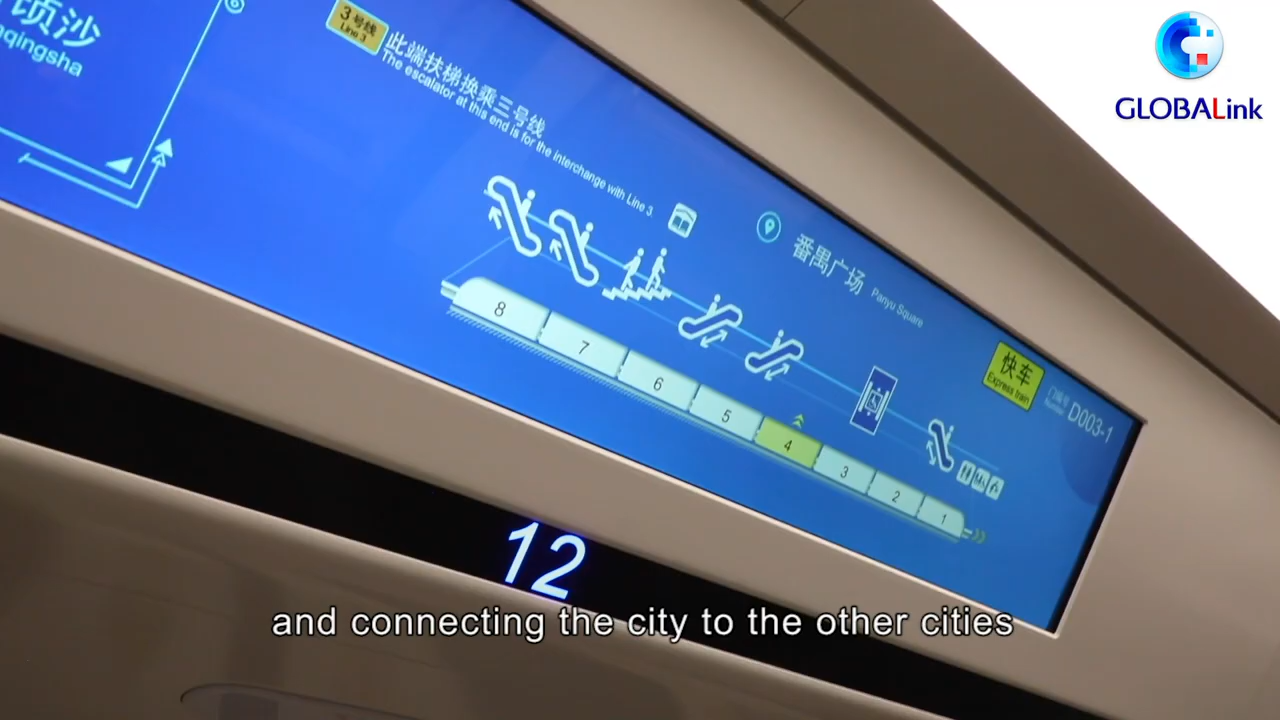 顷沙
nqingsha
3号线
Line 3
此端扶梯换乘三号线
The escalator at this end is for the interchange with Line 3
番禺广场
Panyu Square
快车
Express train
D003-1
8
7
6
5
4
3
2
1
12
GLOBALink
and connecting the city to the other cities